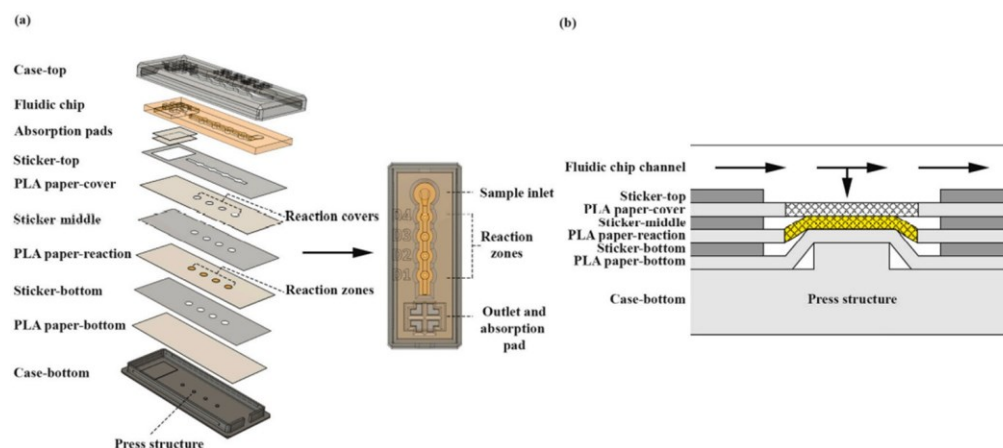 (a)
Case-top
Fluidic chip
Absorption pads
Sticker-top
PLA paper-cover
Reaction covers
Sticker middle
PLA paper-reaction
Reaction zones
Sticker-bottom
PLA paper-bottom
Case-bottom
Press structure
Sample inlet
R4
R3
R2
R1
Reaction
zones
Outlet and
absorption
pad
(b)
Fluidic chip channel
Sticker-top
PLA paper-cover
Sticker-middle
PLA paper-reaction
Sticker-bottom
PLA paper-bottom
Case-bottom
Press structure